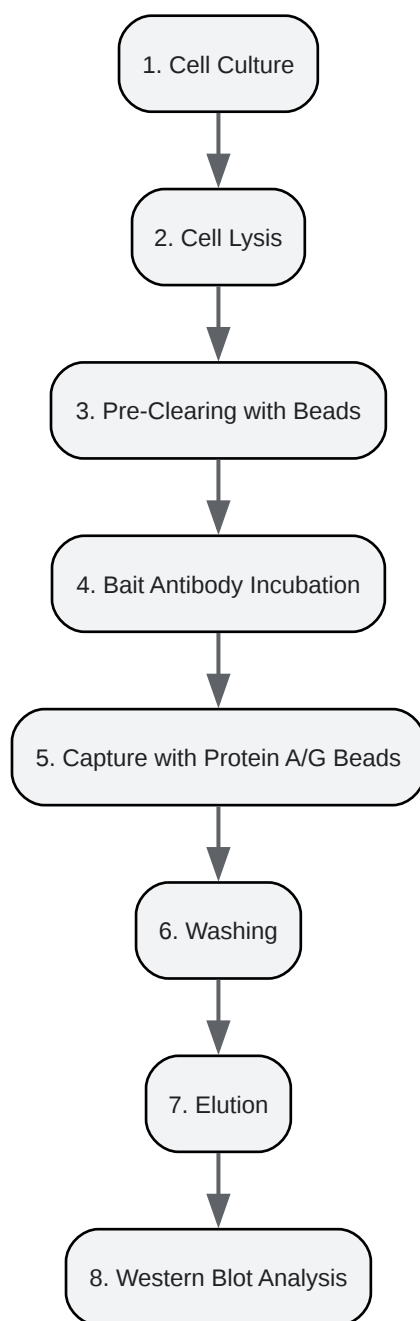 1. Cell Culture
2. Cell Lysis
3. Pre-Clearing with Beads
4. Bait Antibody Incubation
5. Capture with Protein A/G Beads
6. Washing
7. Elution
8. Western Blot Analysis